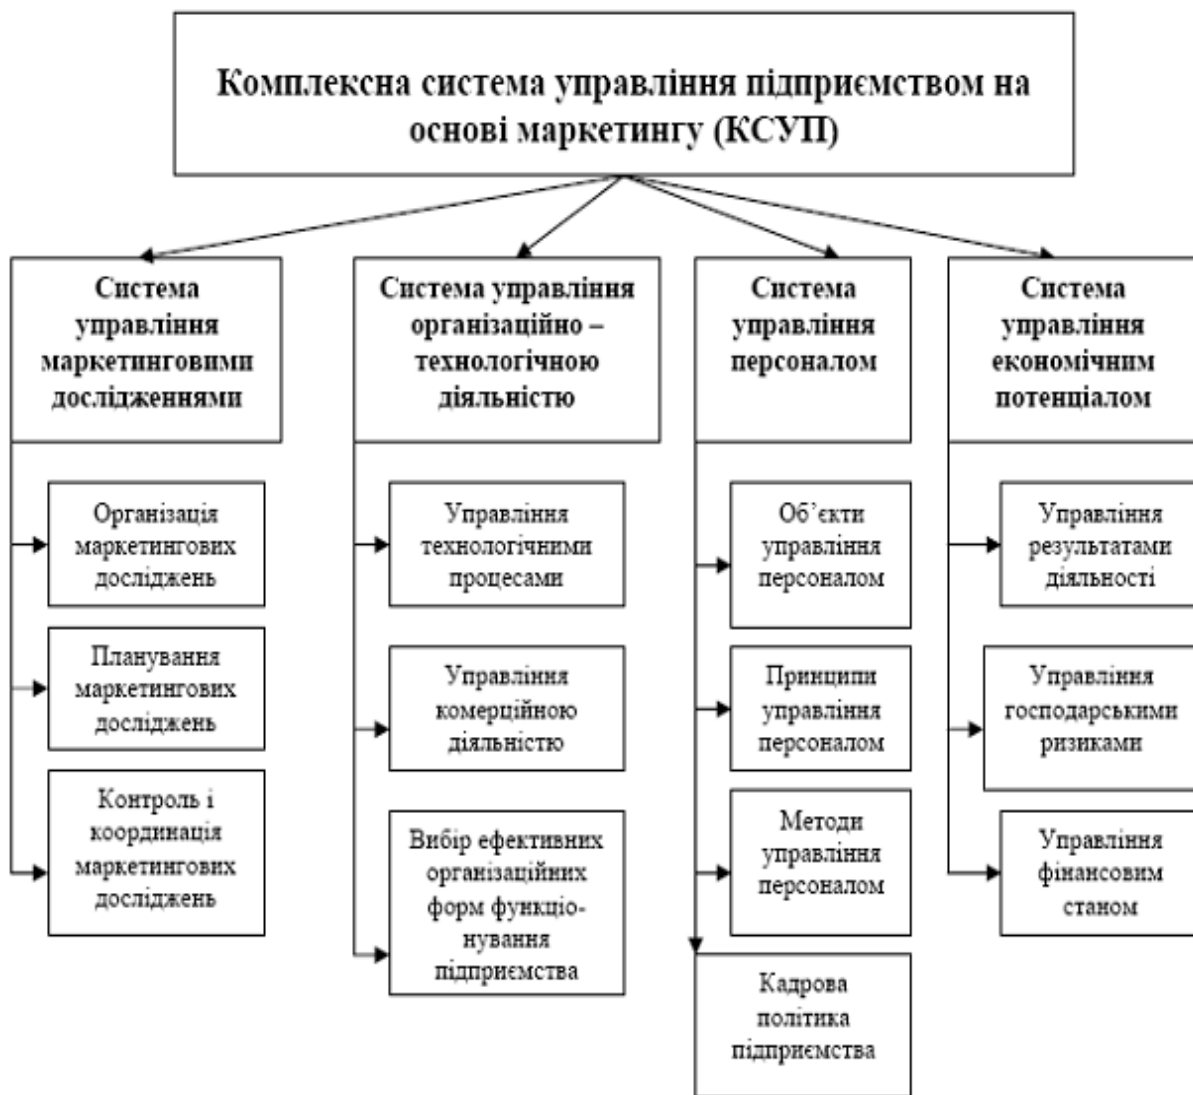 Комплексна система управління підприємством на
основі маркетингу (КСУП)
Система
управління
маркетинговими
дослідженнями
Організація
маркетингових
досліджень
Планування
маркетингових
досліджень
Контроль і
координація
маркетингових
досліджень
Система управління
організаційно –
технологічною
діяльністю
Управління
технологічними
процесами
Управління
комерційною
діяльністю
Вибір ефективних
організаційних
форм функціо-
нування
підприємства
Система
управління
персоналом
Об’єкти
управління
персоналом
Принципи
управління
персоналом
Методи
управління
персоналом
Кадрова
політика
підприємства
Система
управління
економічним
потенціалом
Управління
результатами
діяльності
Управління
господарськими
ризиками
Управління
фінансовим
станом